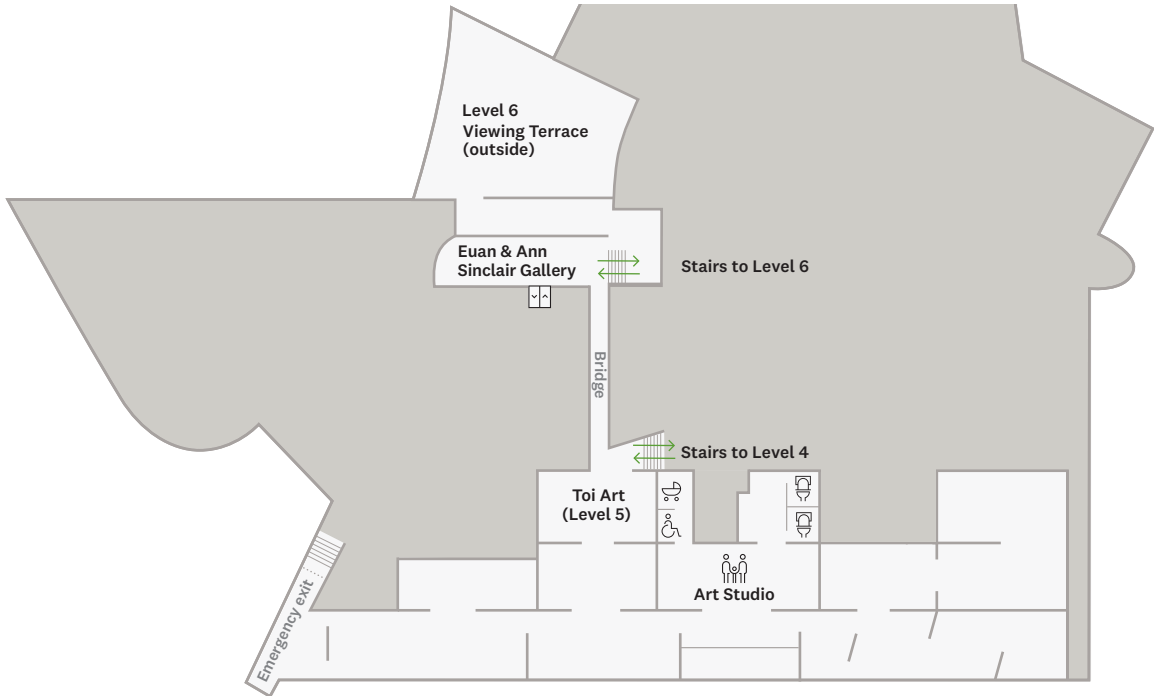 Level 6
Viewing Terrace
(outside)
Euan & Ann
Sinclair Gallery
Stairs to Level 6
Bridge
Stairs to Level 4
Toi Art
(Level 5)
Art Studio
Emergency exit